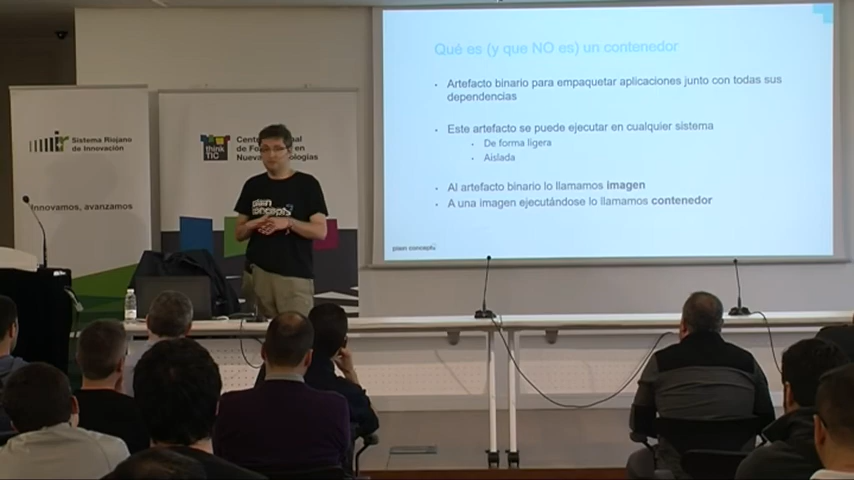 Qué es (y que NO es) un contenedor
Artefacto binario para empaquetar aplicaciones junto con todas sus
dependencias
Este artefacto se puede ejecutar en cualquier sistema
De forma ligera
Aislada
Al artefacto binario lo llamamos imagen
A una imagen ejecutándose lo llamamos contenedor
plain concepts
Sistema Riojano
de Innovación
Innovamos, avanzamos
think
TIC
en
plain
concepts